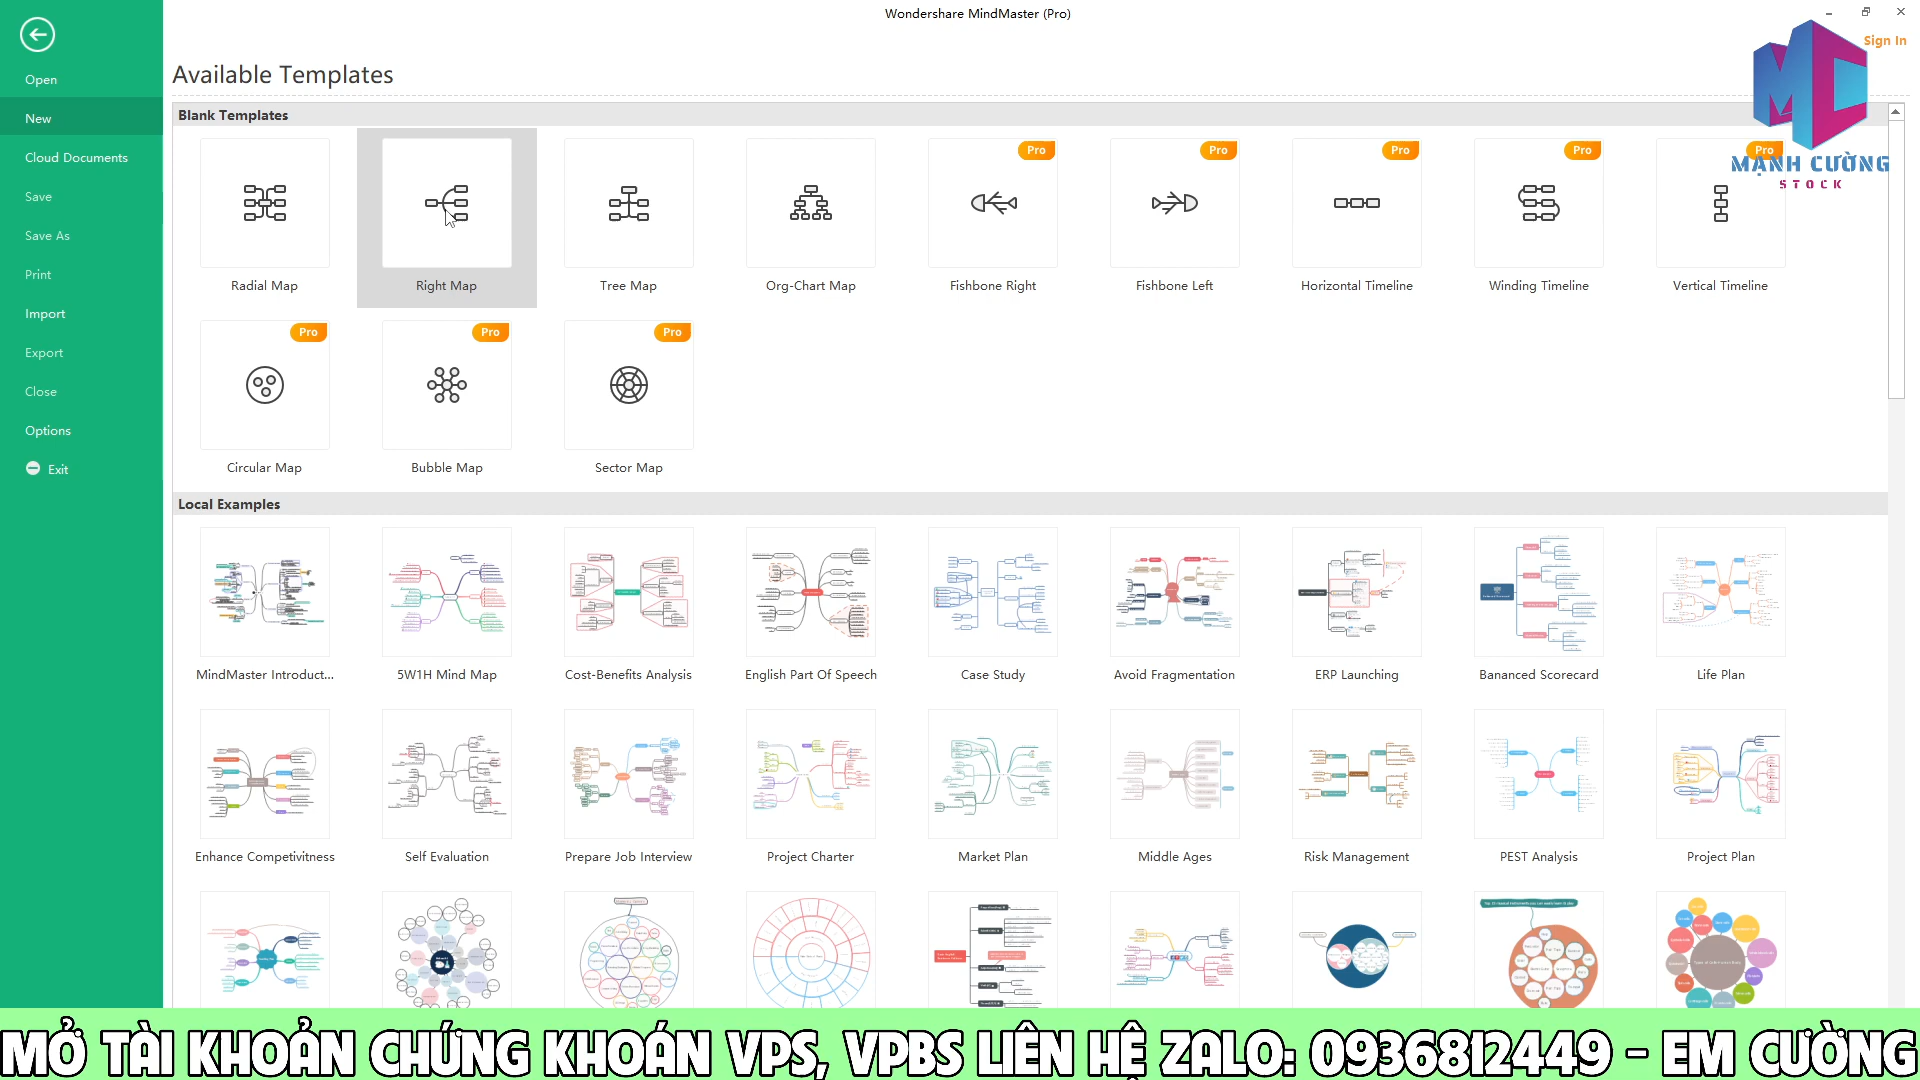 Wondershare MindMaster (Pro)
Sign In
MẠNH CƯỜNG
STOCK
Open
New
Cloud Documents
Save
Save As
Print
Import
Export
Close
Options
Exit
Available Templates
Blank Templates
Pro Pro Pro Pro Pro
Radial Map Right Map Tree Map Org-Chart Map Fishbone Right Fishbone Left Horizontal Timeline Winding Timeline Vertical Timeline
Pro Pro Pro
Circular Map Bubble Map Sector Map
Local Examples
MindMaster Introduct... 5W1H Mind Map Cost-Benefits Analysis English Part Of Speech Case Study Avoid Fragmentation ERP Launching Bananced Scorecard Life Plan
Enhance Competivitness Self Evaluation Prepare Job Interview Project Charter Market Plan Middle Ages Risk Management PEST Analysis Project Plan
MỞ TÀI KHOẢN CHỨNG KHOÁN VPS, VPBS LIÊN HỆ ZALO: 0936812449 - EM CƯỜNG